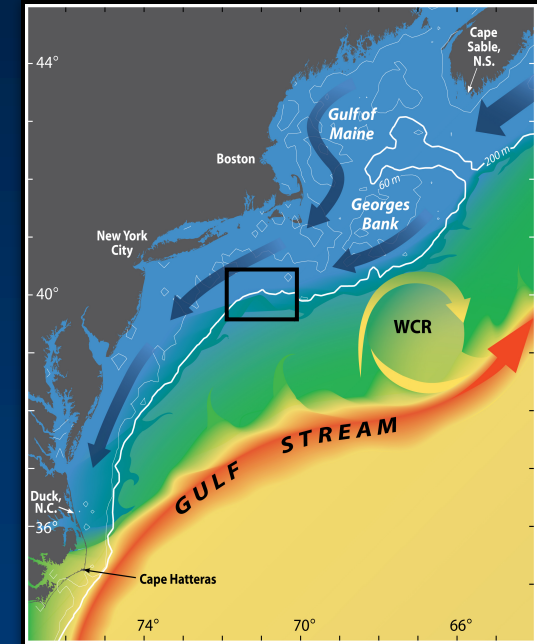 Cape
Sable,
N.S.
44°
Gulf of
Maine
Boston
200 m
60 m
Georges
Bank
New York
City
40°
WCR
GULF STREAM
Duck,
N.C.
36°
Cape Hatteras
74°
70°
66°